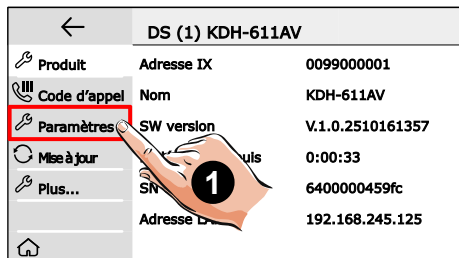 DS (1) KDH-611AV
Produit
Adresse IX 0099000001
Code d'appel
Nom KDH-611AV
Paramètres
SW version V.1.0.2510161357
Mise à jour
0:00:33
Plus...
SN 6400000459fc
Adresse 192.168.245.125
1